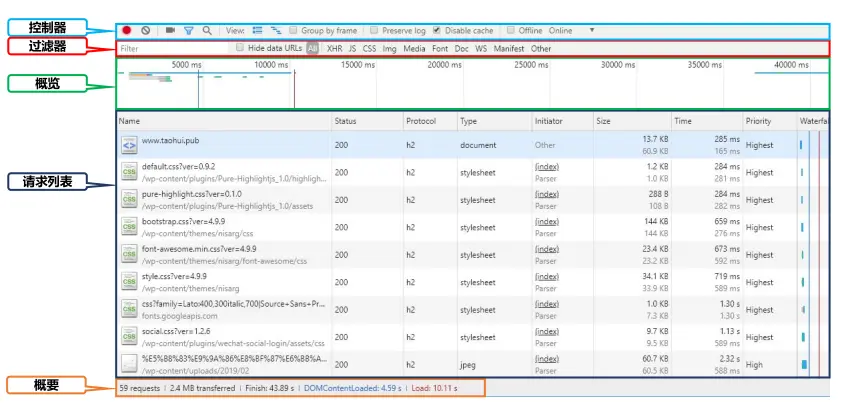 控制器
View: Group by frame Preserve log Disable cache Offline Online
过滤器
Filter Hide data URLs All XHR JS CSS Img Media Font Doc WS Manifest Other
概览
5000 ms 10000 ms 15000 ms 20000 ms 25000 ms 30000 ms 35000 ms 40000 ms
Name Status Protocol Type Initiator Size Time Priority Waterfal
www.taohui.pub 200 h2 document Other 13.7 KB 285 ms Highest
60.9 KB 165 ms
default.css?ver=0.9.2 200 h2 stylesheet (index) 1.2 KB 284 ms Highest
/wp-content/plugins/Pure-Highlightjs_1.0/highligh... Parser 1.0 KB 281 ms
请求列表
pure-highlight.css?ver=0.1.0 200 h2 stylesheet (index) 288 B 284 ms Highest
/wp-content/plugins/Pure-Highlightjs_1.0/assets Parser 108 B 282 ms
bootstrap.css?ver=4.9.9 200 h2 stylesheet (index) 144 KB 659 ms Highest
/wp-content/themes/nisarg/css Parser 144 KB 276 ms
font-awesome.min.css?ver=4.9.9 200 h2 stylesheet (index) 23.4 KB 673 ms Highest
/wp-content/themes/nisarg/font-awesome/css Parser 23.2 KB 592 ms
style.css?ver=4.9.9 200 h2 stylesheet (index) 34.1 KB 719 ms Highest
/wp-content/themes/nisarg Parser 33.9 KB 589 ms
css?family=Lato:400,300italic,700|Source+Sans+Pr... 200 h2 stylesheet (index) 1.0 KB 1.30 s Highest
fonts.googleapis.com Parser 7.3 KB 1.30 s
social.css?ver=1.2.6 200 h2 stylesheet (index) 9.7 KB 1.13 s Highest
/wp-content/plugins/wechat-social-login/assets/css Parser 9.5 KB 589 ms
%E5%B8%83%E9%9A%86%E8%BF%87%E6%BB%A... 200 h2 jpeg (index) 60.7 KB 2.32 s High
/wp-content/uploads/2019/02 Parser 60.5 KB 588 ms
概要
59 requests | 2.4 MB transferred | Finish: 43.89 s | DOMContentLoaded: 4.59 s | Load: 10.11 s